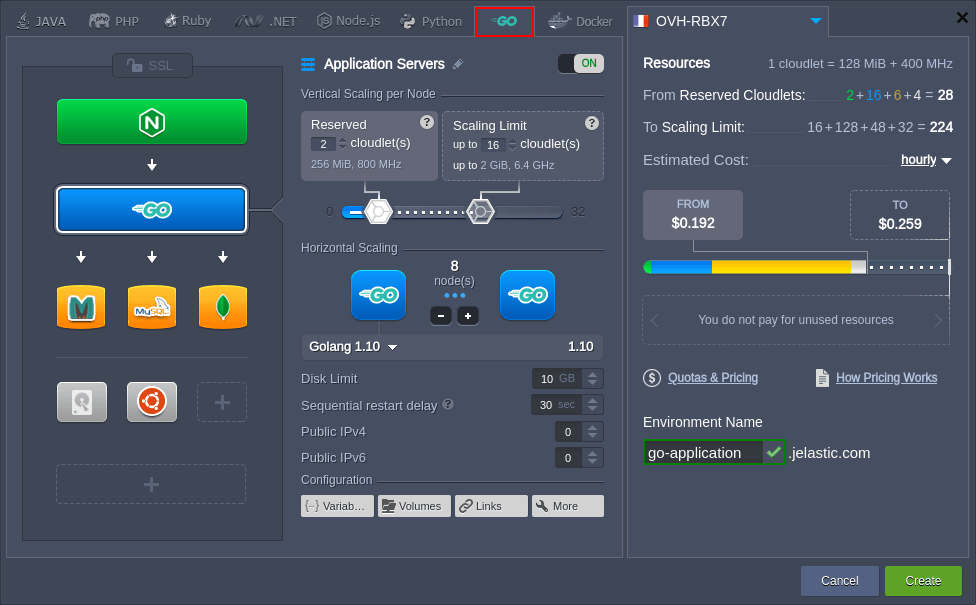 JAVA PHP Ruby .NET Node.js Python GO Docker
SSL
N
GO
MySQL
Application Servers
ON
Vertical Scaling per Node
Reserved
?
2 cloudlet(s)
256 MiB, 800 MHz
Scaling Limit
?
up to 16 cloudlet(s)
up to 2 GiB, 6.4 GHz
0
32
Horizontal Scaling
GO
8
node(s)
GO
Golang 1.10
1.10
Disk Limit
10 GB
Sequential restart delay ?
30 sec
Public IPv4
0
Public IPv6
0
Configuration
Variab...
Volumes
Links
More
OVH-RBX7
Resources
1 cloudlet = 128 MiB + 400 MHz
From Reserved Cloudlets: 2+16+6+4 = 28
To Scaling Limit: 16+128+48+32 = 224
Estimated Cost: hourly
FROM
$0.192
TO
$0.259
You do not pay for unused resources
$ Quotas & Pricing
How Pricing Works
Environment Name
go-application .jelastic.com
Cancel
Create